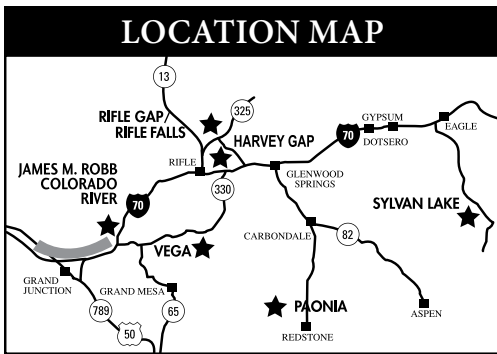 LOCATION MAP
13
325
RIFLE GAP/
RIFLE FALLS
HARVEY GAP
70
GYPSUM
EAGLE
DOTSERO
RIFLE
GLENWOOD
SPRINGS
JAMES M. ROBB
COLORADO
RIVER
330
70
SYLVAN LAKE
CARBONDALE
82
VEGA
GRAND
JUNCTION
GRAND MESA
PAONIA
ASPEN
789
65
50
REDSTONE